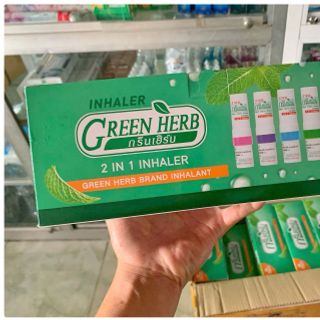 INHALER
GREEN HERB
กรีนเฮิร์บ
2 IN 1 INHALER
GREEN HERB BRAND INHALANT